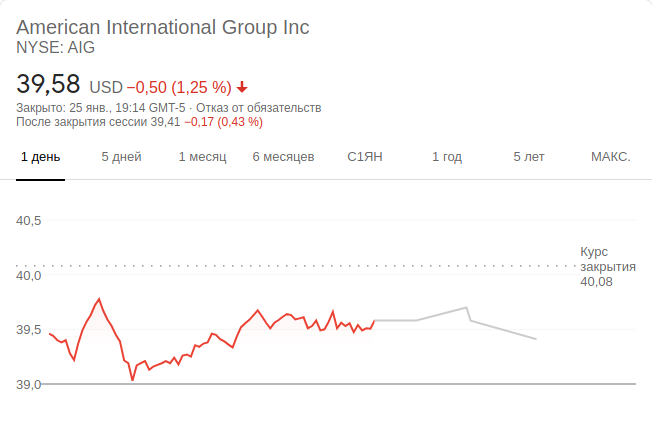 American International Group Inc
NYSE: AIG
39,58 USD −0,50 (1,25 %)
Закрыто: 25 янв., 19:14 GMT-5 · Отказ от обязательств
После закрытия сессии 39,41 −0,17 (0,43 %)
1 день 5 дней 1 месяц 6 месяцев С1ЯН 1 год 5 лет МАКС.
40,5
Курс
закрытия
40,08
40,0
39,5
39,0